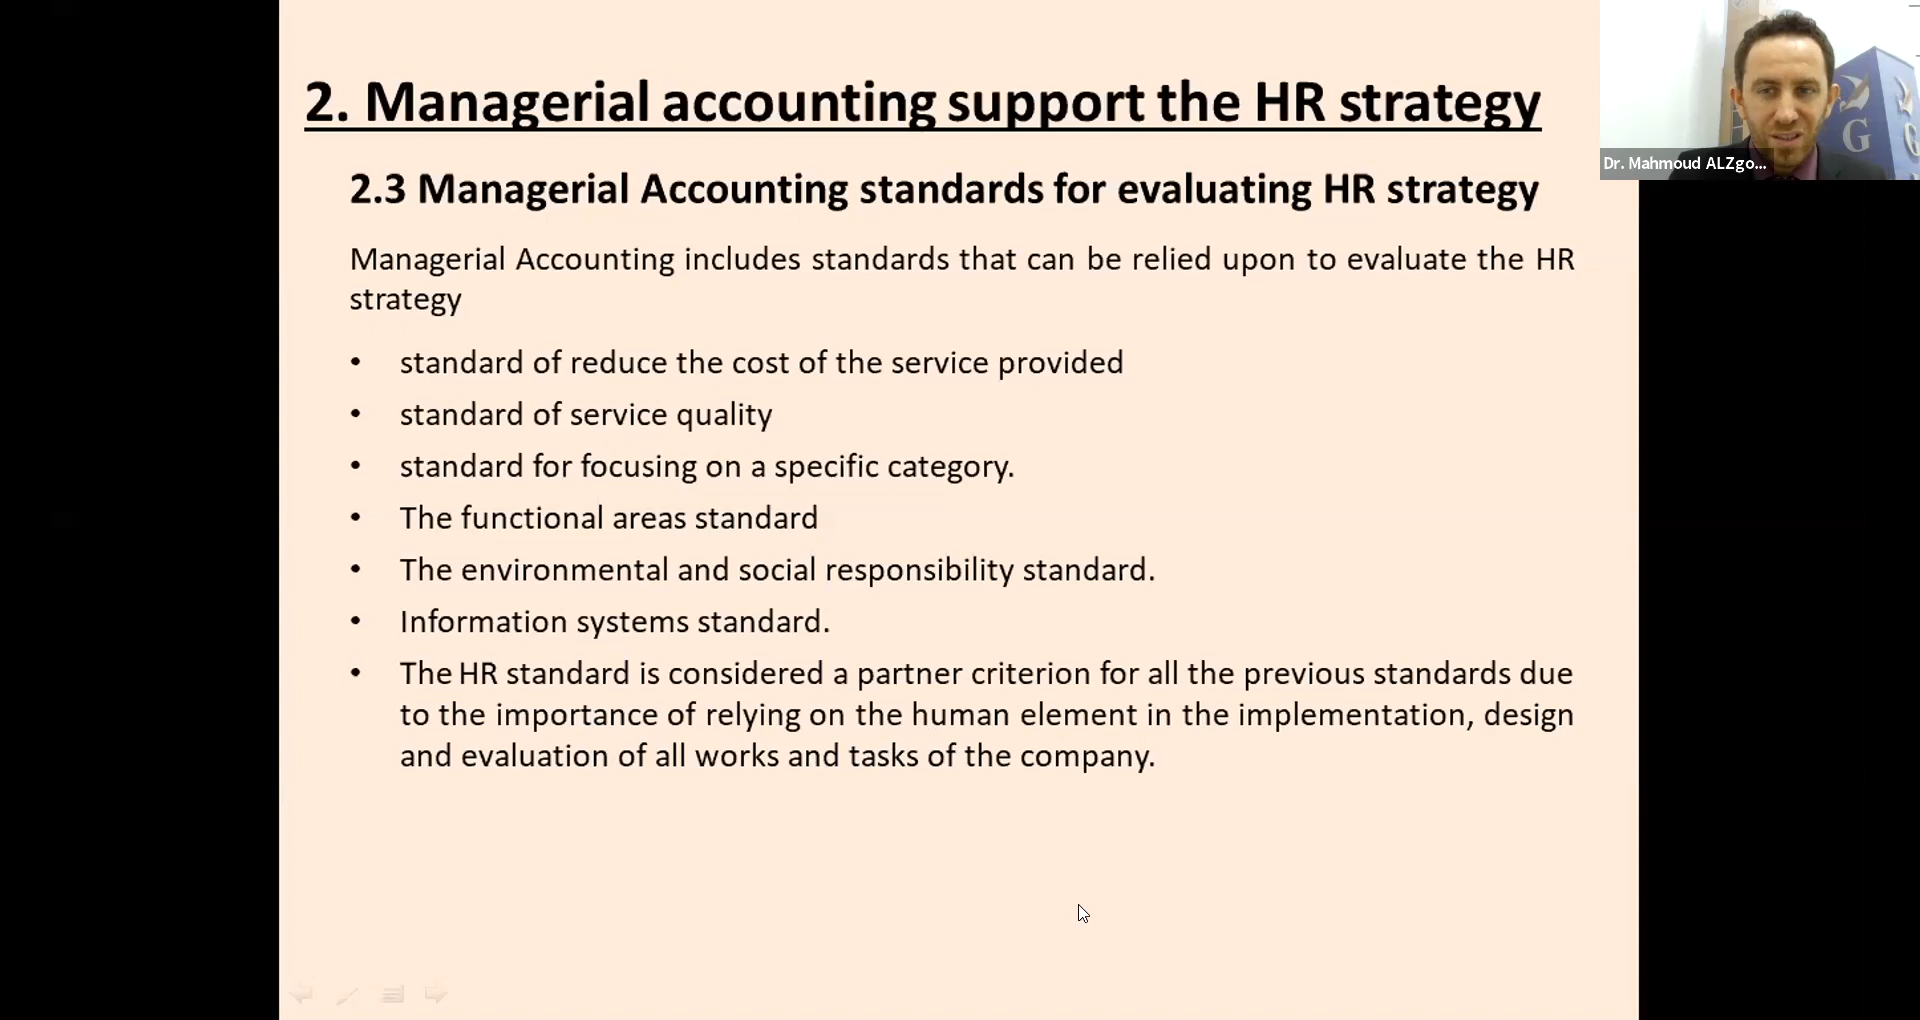 2. Managerial accounting support the HR strategy
Dr. Mahmoud ALZgo...
G
G
2.3 Managerial Accounting standards for evaluating HR strategy
Managerial Accounting includes standards that can be relied upon to evaluate the HR
strategy
• standard of reduce the cost of the service provided
• standard of service quality
• standard for focusing on a specific category.
• The functional areas standard
• The environmental and social responsibility standard.
• Information systems standard.
• The HR standard is considered a partner criterion for all the previous standards due
to the importance of relying on the human element in the implementation, design
and evaluation of all works and tasks of the company.